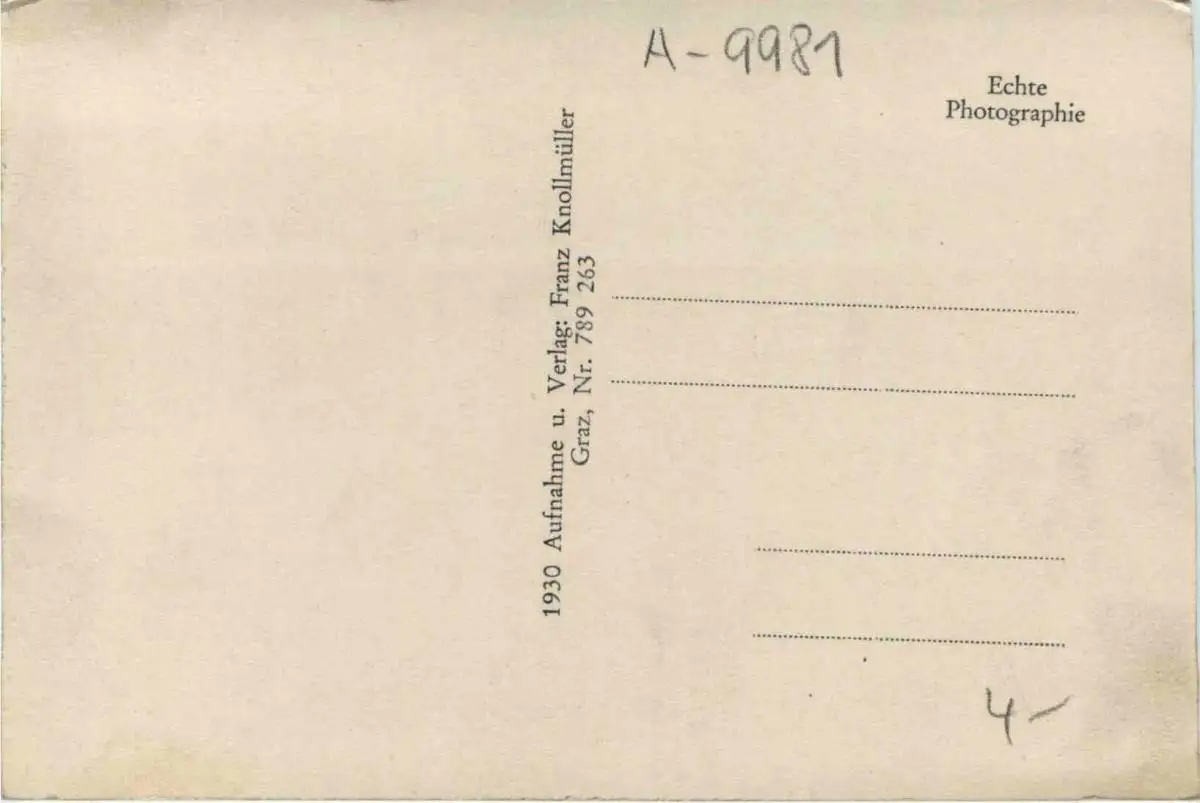 A-9981
Echte
Photographie
1930 Aufnahme u. Verlag: Franz Knollmüller
Graz, Nr. 789 263
4-